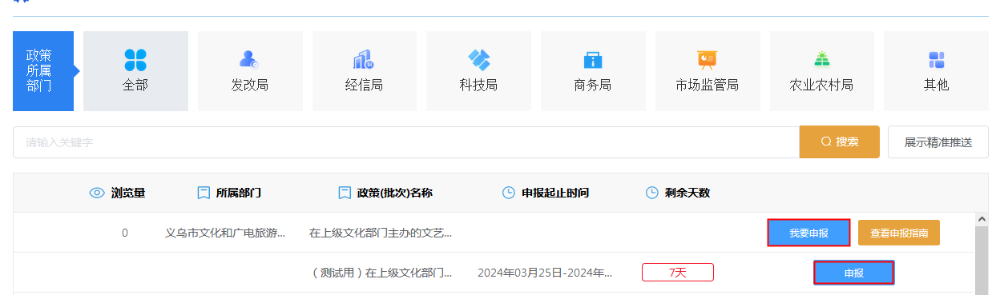 政策
所属
部门
全部
发改局
经信局
科技局
商务局
市场监管局
农业农村局
其他
请输入关键字
搜索
展示精准推送
浏览量 所属部门 政策(批次)名称 申报起止时间 剩余天数
0 义乌市文化和广电旅游... 在上级文化部门主办的文艺... 我要申报 查看申报指南
（测试用）在上级文化部门... 2024年03月25日-2024年... 7天 申报